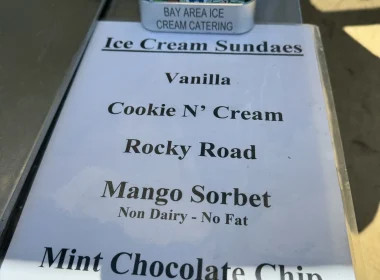 BAY AREA ICE
CREAM CATERING
Ice Cream Sundaes
Vanilla
Cookie N' Cream
Rocky Road
Mango Sorbet
Non Dairy - No Fat
Mint Chocolate Chip